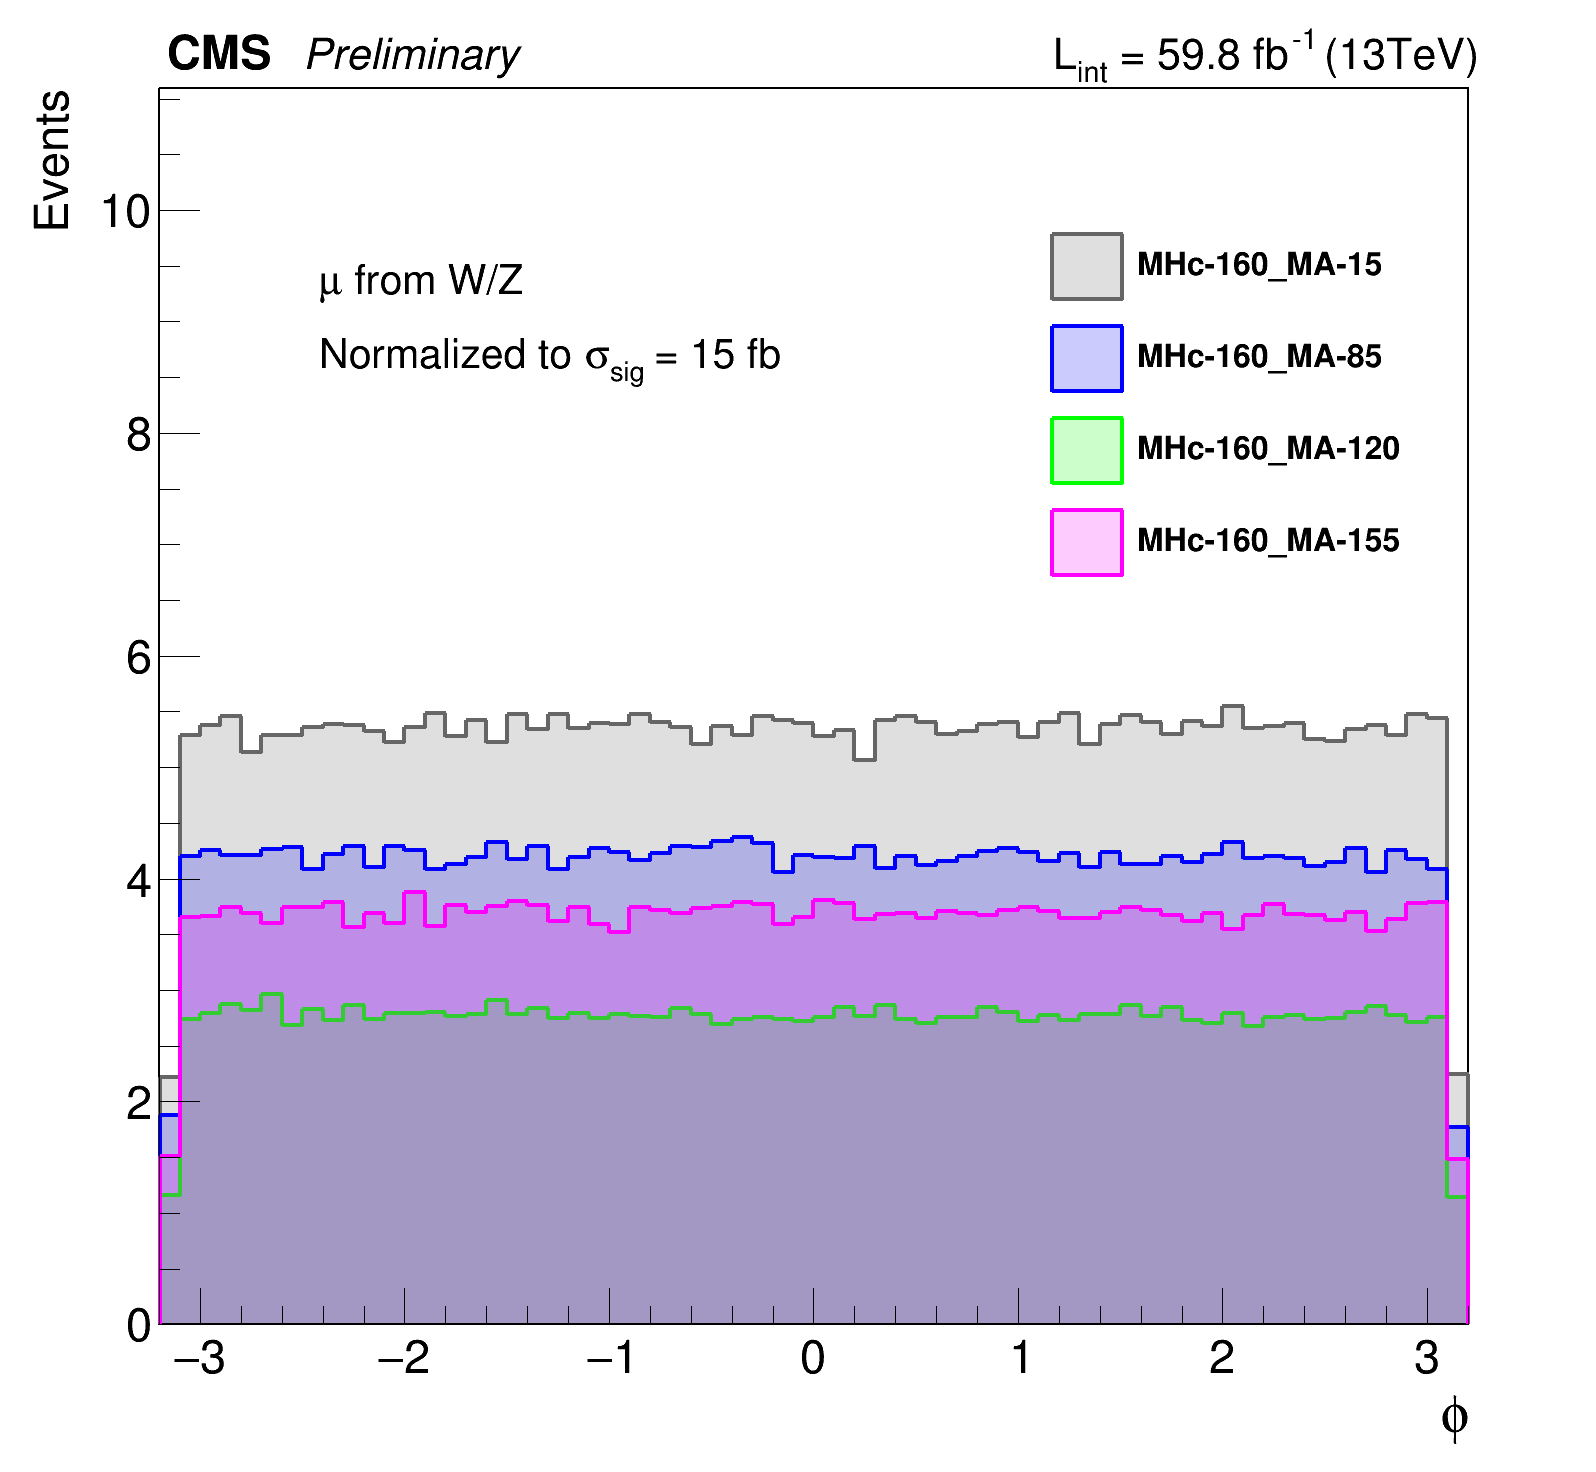 CMS Preliminary
L_int = 59.8 fb^-1 (13TeV)
Events
10
8
6
4
2
0
μ from W/Z
Normalized to σ_sig = 15 fb
MHc-160_MA-15
MHc-160_MA-85
MHc-160_MA-120
MHc-160_MA-155
−3 −2 −1 0 1 2 3
ϕ